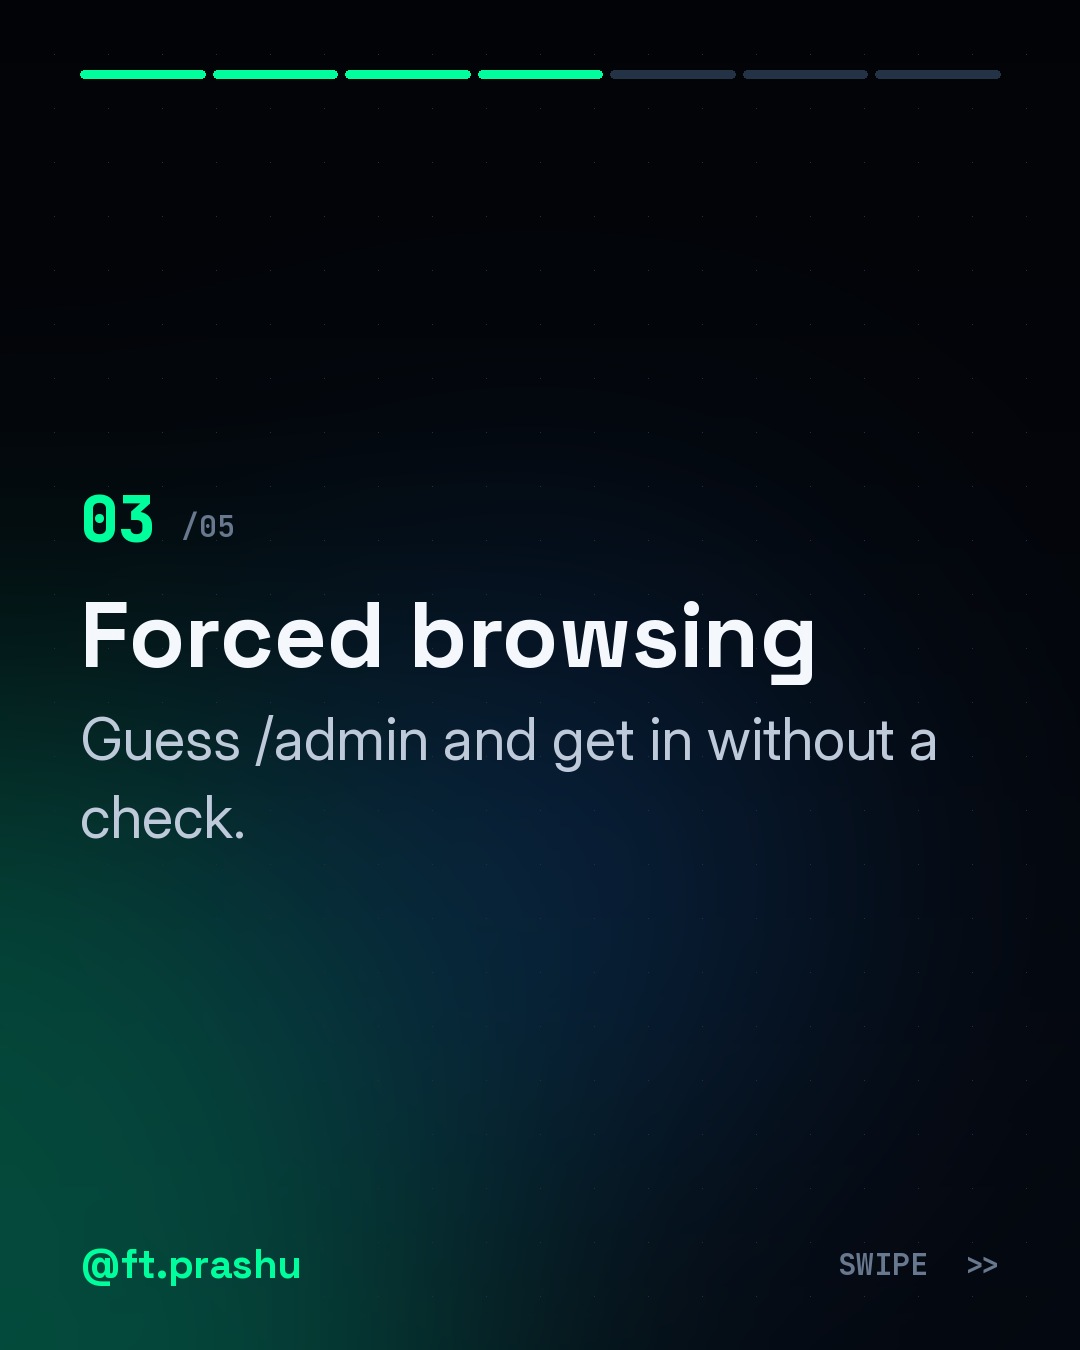 03 /05
Forced browsing
Guess /admin and get in without a
check.
@ft.prashu
SWIPE >>